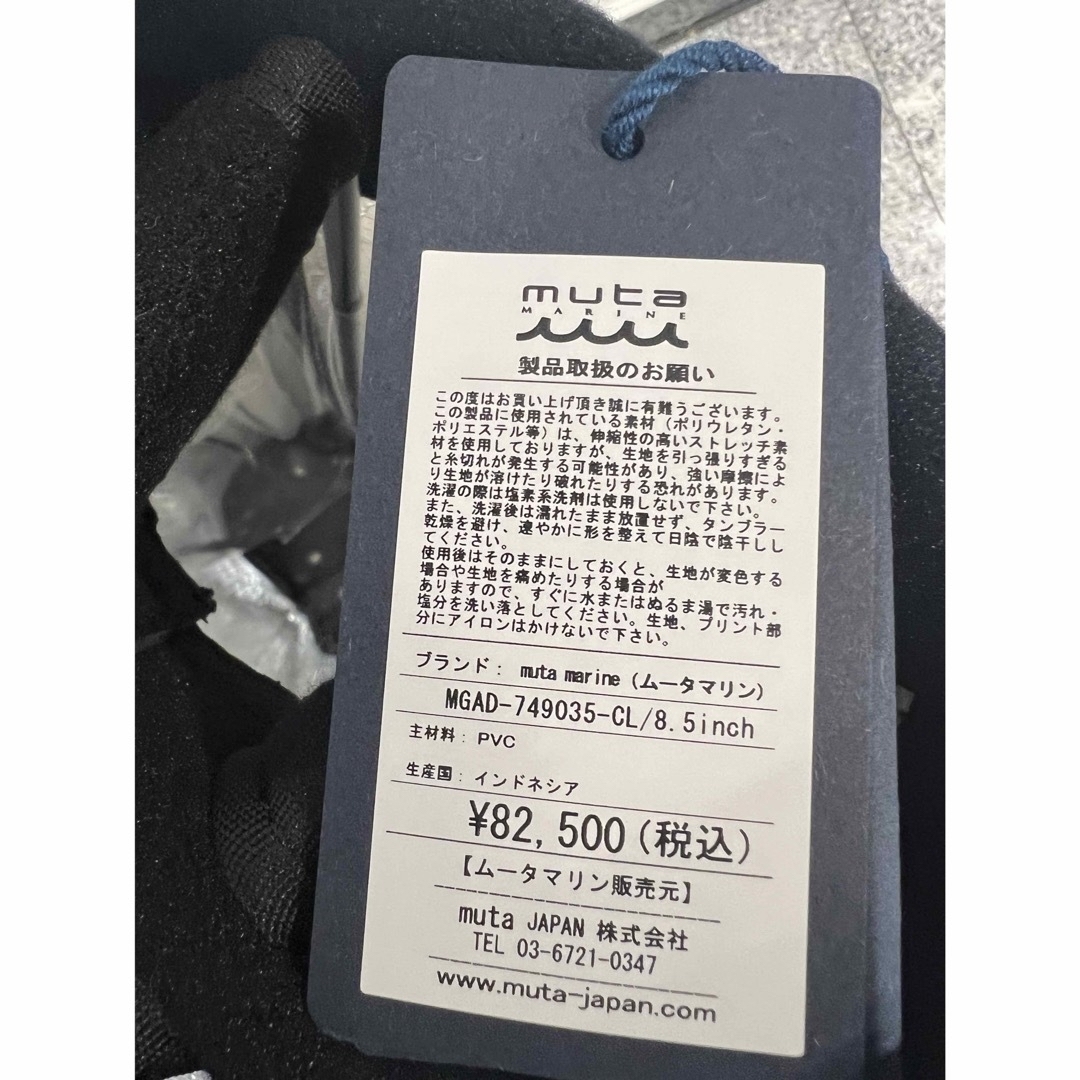 muta
MARINE
製品取扱のお願い
この度はお買い上げ頂き誠に有難うございます。
この製品に使用されている素材（ポリウレタン・
ポリエステル等）は、伸縮性の高いストレッチ素
材を使用しておりますが、生地を引っ張りすぎる
と糸切れが発生する可能性があり、強い摩擦によ
り生地が溶けたり破れたりする恐れがあります。
洗濯の際は塩素系洗剤は使用しないで下さい。
また、洗濯後は濡れたまま放置せず、タンブラー
乾燥を避け、速やかに形を整えて日陰で陰干しし
てください。
使用後はそのままにしておくと、生地が変色する
場合や生地を痛めたりする場合が
ありますので、すぐに水またはぬるま湯で汚れ・
塩分を洗い落としてください。生地、プリント部
分にアイロンはかけないで下さい。
ブランド： muta marine（ムータマリン）
MGAD-749035-CL/8.5inch
主材料： PVC
生産国： インドネシア
¥82,500(税込)
【ムータマリン販売元】
muta JAPAN 株式会社
TEL 03-6721-0347
www.muta-japan.com